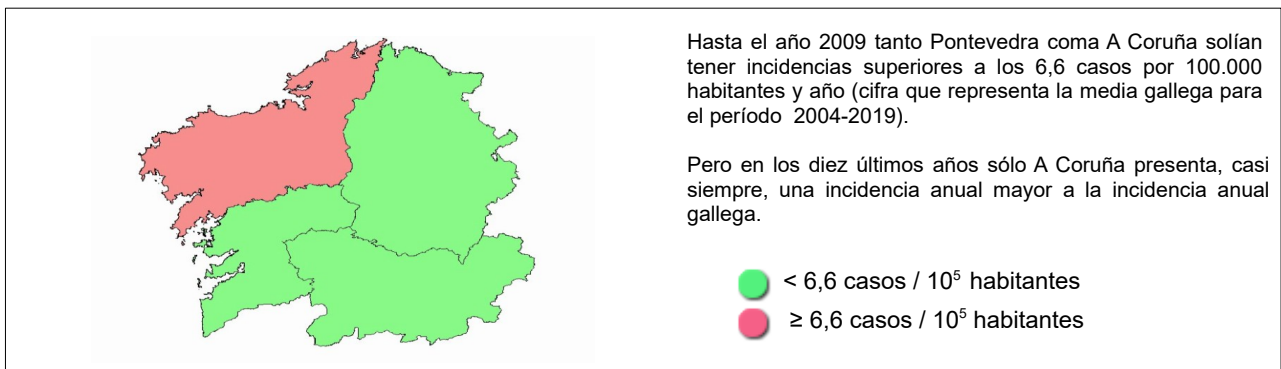 Hasta el año 2009 tanto Pontevedra coma A Coruña solían
tener incidencias superiores a los 6,6 casos por 100.000
habitantes y año (cifra que representa la media gallega para
el período 2004-2019).
Pero en los diez últimos años sólo A Coruña presenta, casi
siempre, una incidencia anual mayor a la incidencia anual
gallega.
< 6,6 casos / 10⁵ habitantes
≥ 6,6 casos / 10⁵ habitantes